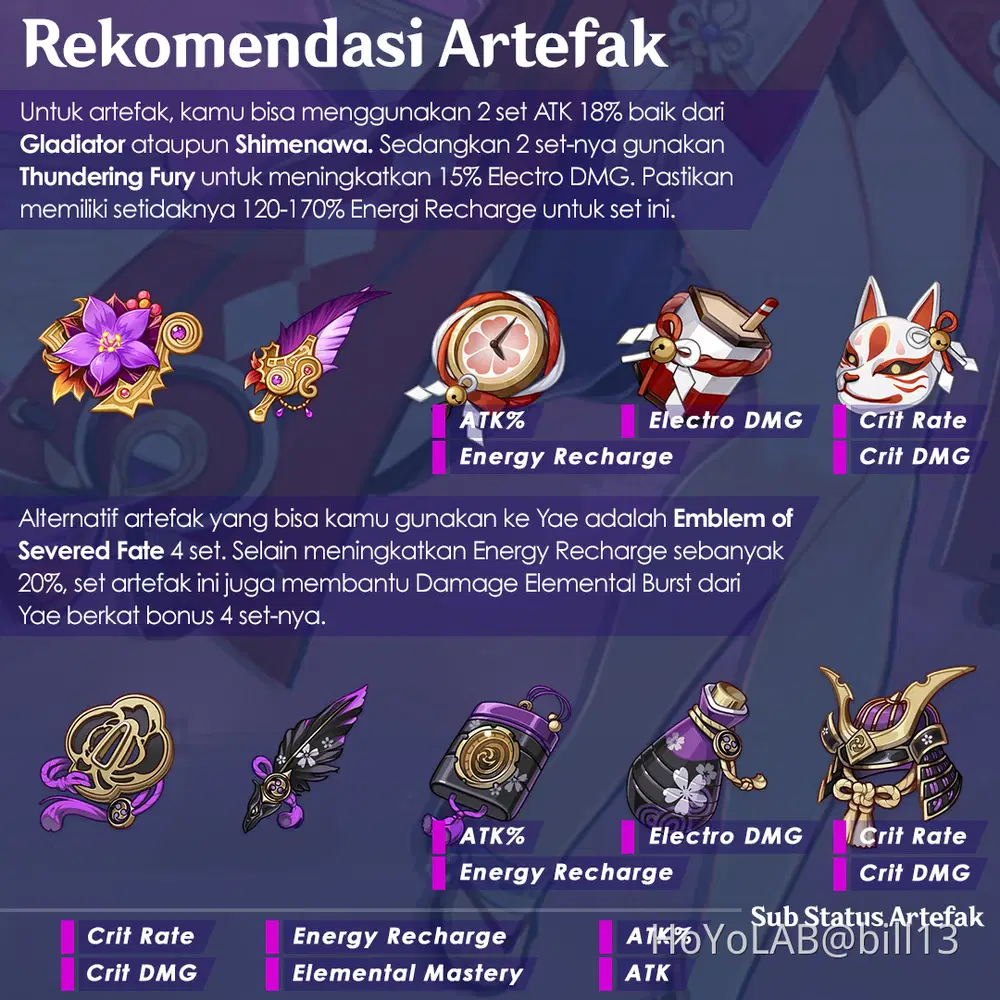 Rekomendasi Artefak
Untuk artefak, kamu bisa menggunakan 2 set ATK 18% baik dari
Gladiator ataupun Shimenawa. Sedangkan 2 set-nya gunakan
Thundering Fury untuk meningkatkan 15% Electro DMG. Pastikan
memiliki setidaknya 120-170% Energi Recharge untuk set ini.
ATK%
Energy Recharge
Electro DMG
Crit Rate
Crit DMG
Alternatif artefak yang bisa kamu gunakan ke Yae adalah Emblem of
Severed Fate 4 set. Selain meningkatkan Energy Recharge sebanyak
20%, set artefak ini juga membantu Damage Elemental Burst dari
Yae berkat bonus 4 set-nya.
ATK%
Energy Recharge
Electro DMG
Crit Rate
Crit DMG
Sub Status Artefak
Crit Rate
Crit DMG
Energy Recharge
Elemental Mastery
ATK%
ATK
HoYoLAB@bill13